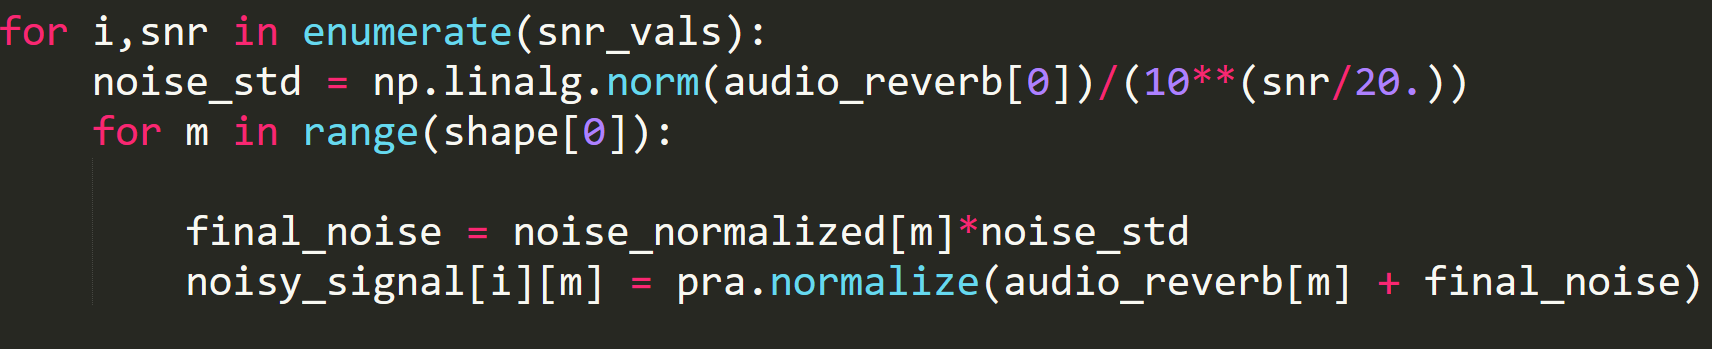 for i,snr in enumerate(snr_vals):
    noise_std = np.linalg.norm(audio_reverb[0])/(10**(snr/20.))
    for m in range(shape[0]):
        final_noise = noise_normalized[m]*noise_std
        noisy_signal[i][m] = pra.normalize(audio_reverb[m] + final_noise)